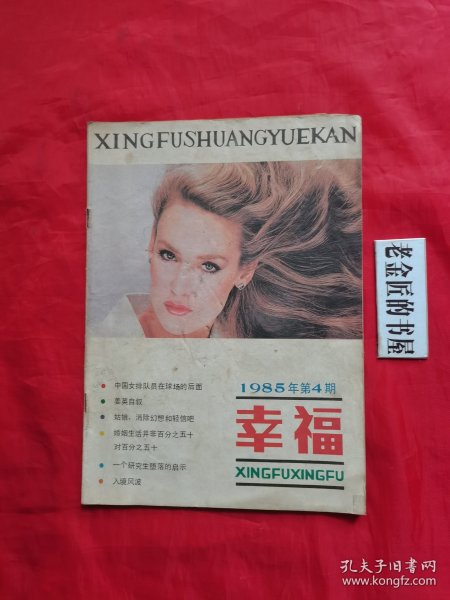 XINGFUSHUANGYUEKAN
中国女排队员在球场的后面
姜英自叙
姑娘，消除幻想和轻信吧
婚姻生活并非百分之五十
对百分之五十
一个研究生堕落的启示
入境风波
1985年第4期
幸福
XINGFUXINGFU
老金匠的书屋
孔夫子旧书网
www.kongfz.com